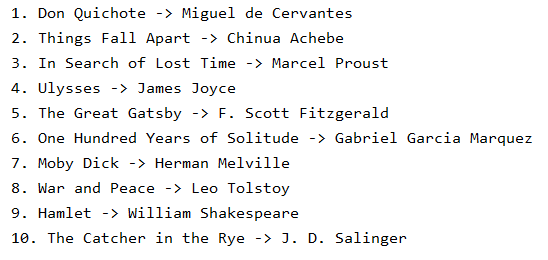 1. Don Quichote -> Miguel de Cervantes
2. Things Fall Apart -> Chinua Achebe
3. In Search of Lost Time -> Marcel Proust
4. Ulysses -> James Joyce
5. The Great Gatsby -> F. Scott Fitzgerald
6. One Hundred Years of Solitude -> Gabriel Garcia Marquez
7. Moby Dick -> Herman Melville
8. War and Peace -> Leo Tolstoy
9. Hamlet -> William Shakespeare
10. The Catcher in the Rye -> J. D. Salinger